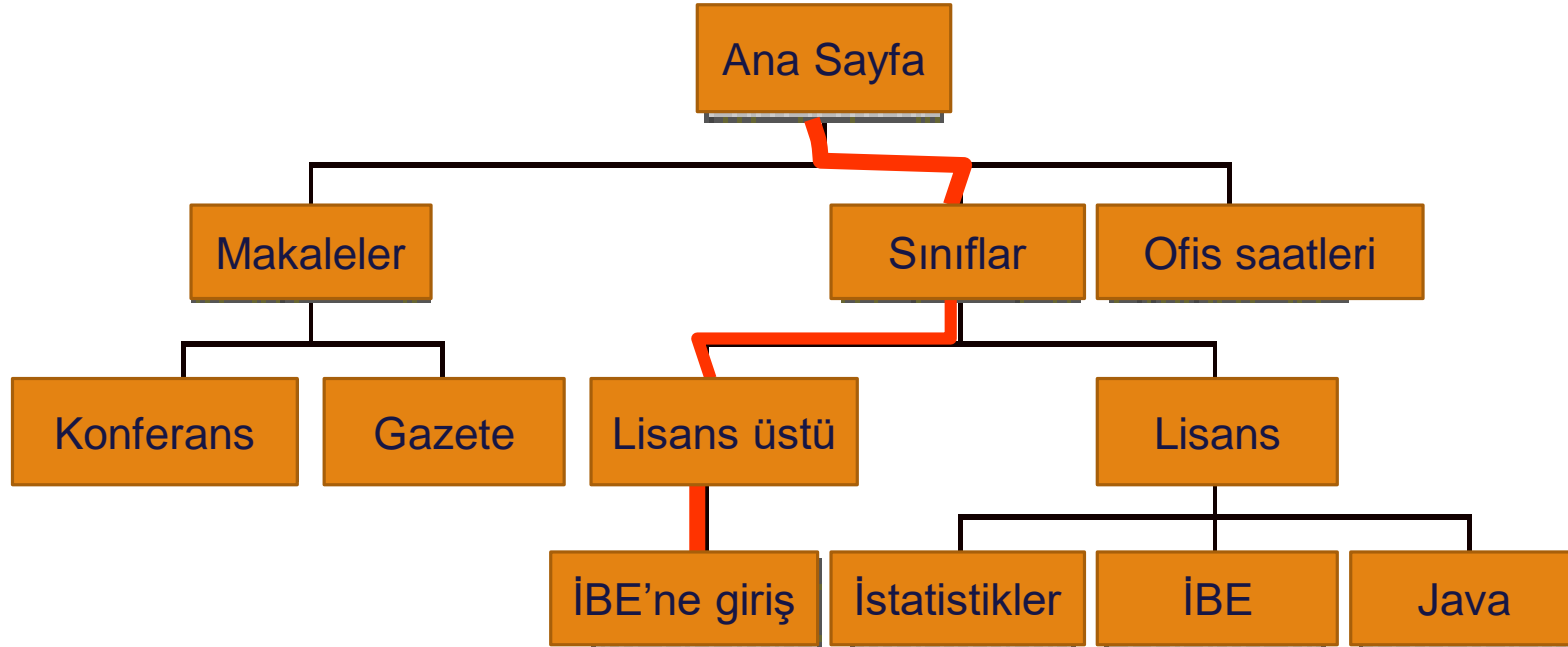 Ana Sayfa
Makaleler
Sınıflar
Ofis saatleri
Konferans
Gazete
Lisans üstü
Lisans
İBE’ne giriş
İstatistikler
İBE
Java